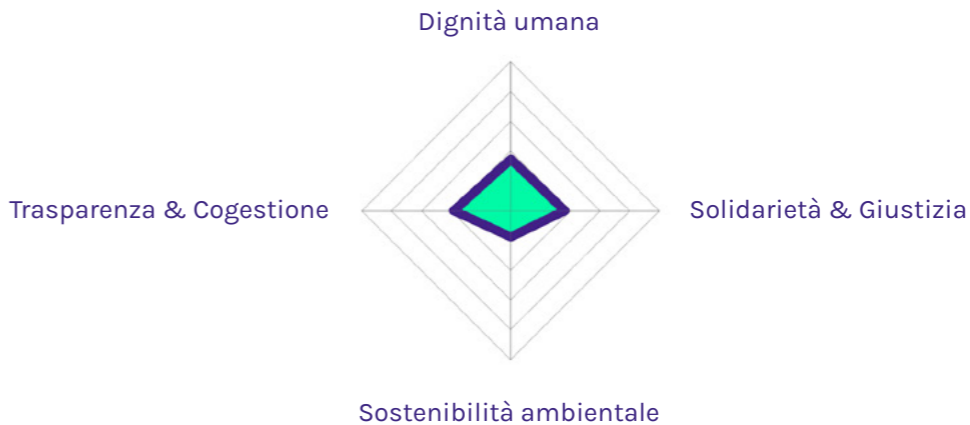 Dignità umana
Trasparenza & Cogestione
Solidarietà & Giustizia
Sostenibilità ambientale